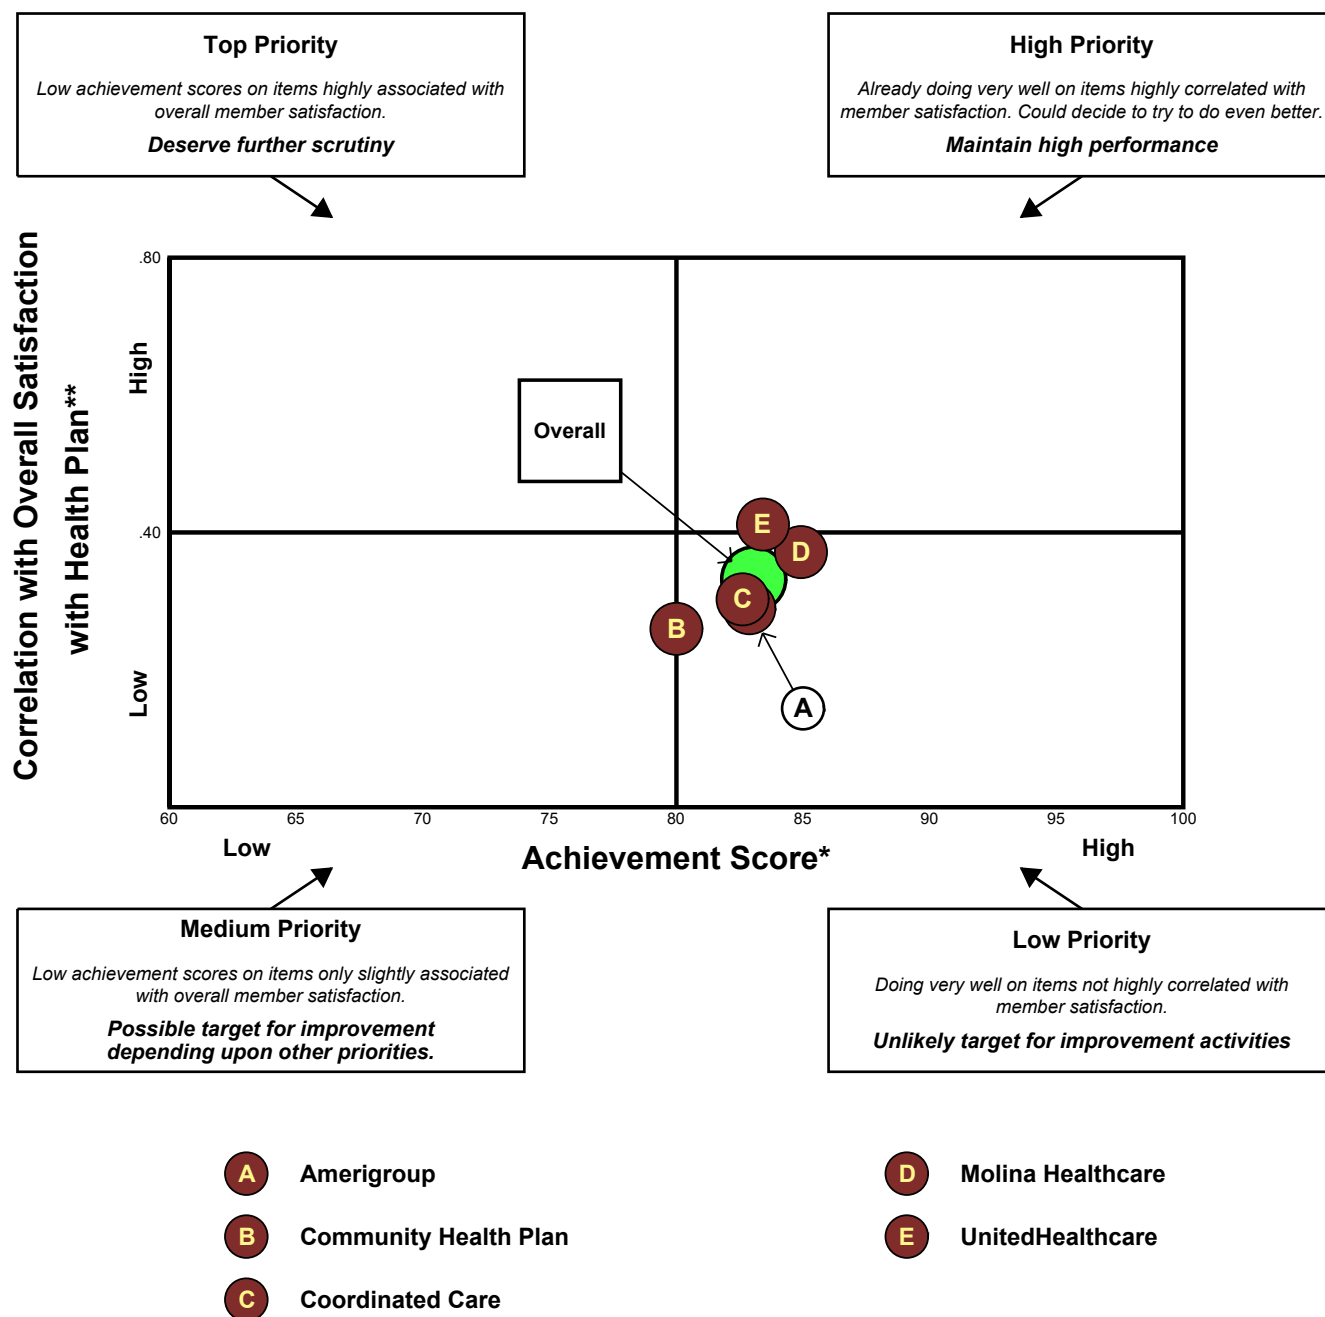 Top Priority
Low achievement scores on items highly associated with
overall member satisfaction.
Deserve further scrutiny
High Priority
Already doing very well on items highly correlated with
member satisfaction. Could decide to try to do even better.
Maintain high performance
Correlation with Overall Satisfaction
with Health Plan**
High
Low
.80
.40
Overall
E
D
C
B
A
60 65 70 75 80 85 90 95 100
Low
Achievement Score*
High
Medium Priority
Low achievement scores on items only slightly associated
with overall member satisfaction.
Possible target for improvement
depending upon other priorities.
Low Priority
Doing very well on items not highly correlated with
member satisfaction.
Unlikely target for improvement activities
A Amerigroup
B Community Health Plan
C Coordinated Care
D Molina Healthcare
E UnitedHealthcare